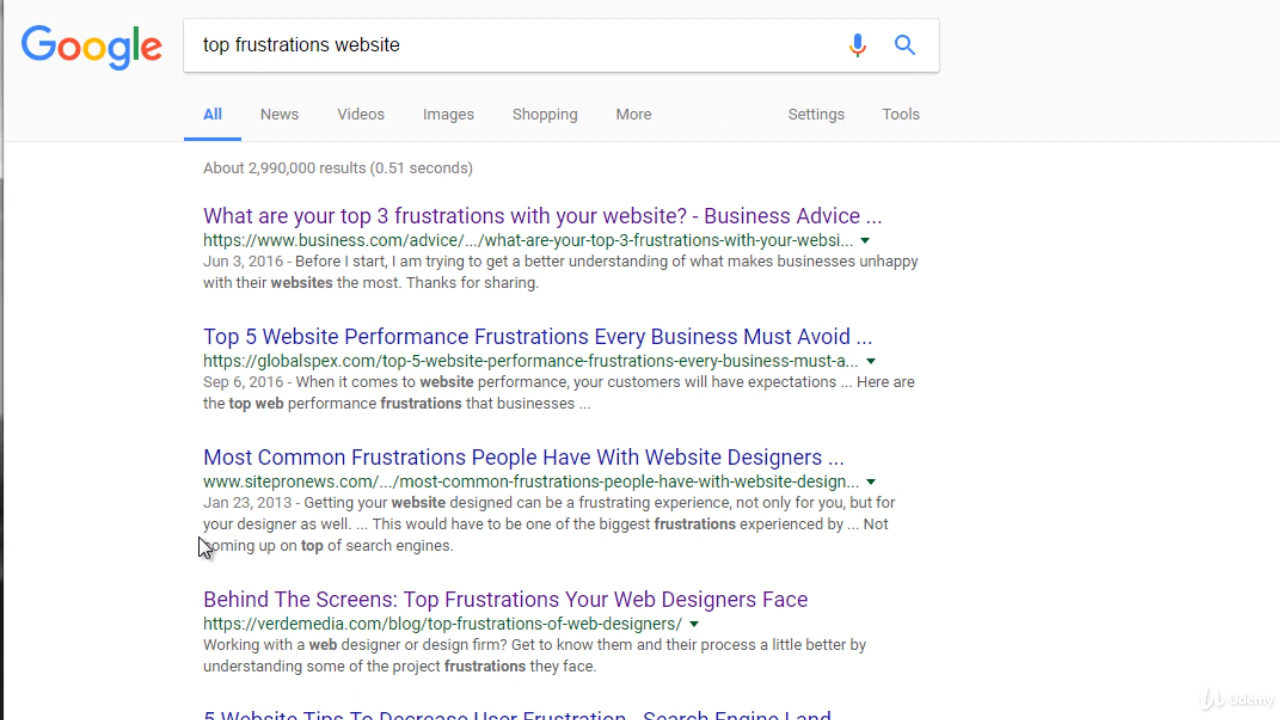 Google
top frustrations website
All News Videos Images Shopping More Settings Tools
About 2,990,000 results (0.51 seconds)
What are your top 3 frustrations with your website? - Business Advice ...
https://www.business.com/advice/.../what-are-your-top-3-frustrations-with-your-websi...
Jun 3, 2016 - Before I start, I am trying to get a better understanding of what makes businesses unhappy
with their websites the most. Thanks for sharing.
Top 5 Website Performance Frustrations Every Business Must Avoid ...
https://globalspex.com/top-5-website-performance-frustrations-every-business-must-a...
Sep 6, 2016 - When it comes to website performance, your customers will have expectations ... Here are
the top web performance frustrations that businesses ...
Most Common Frustrations People Have With Website Designers ...
www.sitepronews.com/.../most-common-frustrations-people-have-with-website-design...
Jan 23, 2013 - Getting your website designed can be a frustrating experience, not only for you, but for
your designer as well. ... This would have to be one of the biggest frustrations experienced by ... Not
coming up on top of search engines.
Behind The Screens: Top Frustrations Your Web Designers Face
https://verdemedia.com/blog/top-frustrations-of-web-designers/
Working with a web designer or design firm? Get to know them and their process a little better by
understanding some of the project frustrations they face.
5 Website Tips To Decrease User Frustration - Search Engine Land
Udemy